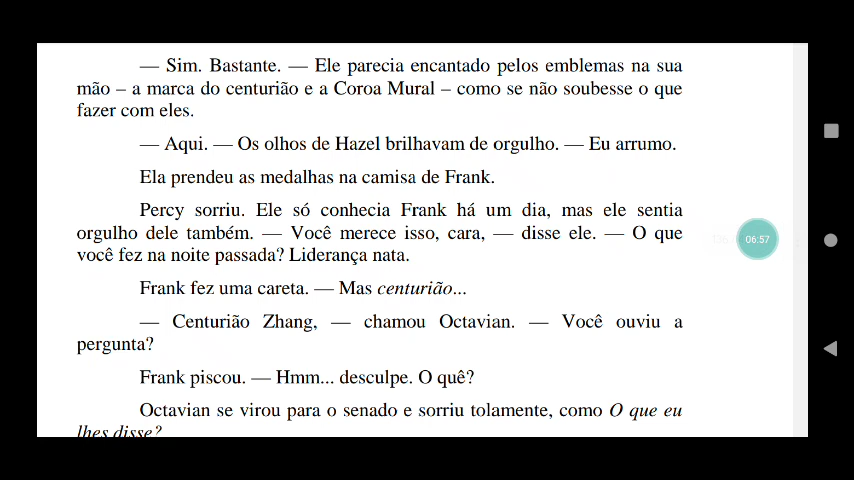 — Sim. Bastante. — Ele parecia encantado pelos emblemas na sua
mão – a marca do centurião e a Coroa Mural – como se não soubesse o que
fazer com eles.
— Aqui. — Os olhos de Hazel brilhavam de orgulho. — Eu arrumo.
Ela prendeu as medalhas na camisa de Frank.
Percy sorriu. Ele só conhecia Frank há um dia, mas ele sentia
orgulho dele também. — Você merece isso, cara, — disse ele. — O que
você fez na noite passada? Liderança nata.
Frank fez uma careta. — Mas centurião...
— Centurião Zhang, — chamou Octavian. — Você ouviu a
pergunta?
Frank piscou. — Hmm... desculpe. O quê?
Octavian se virou para o senado e sorriu tolamente, como O que eu
lhes disse?
06:57